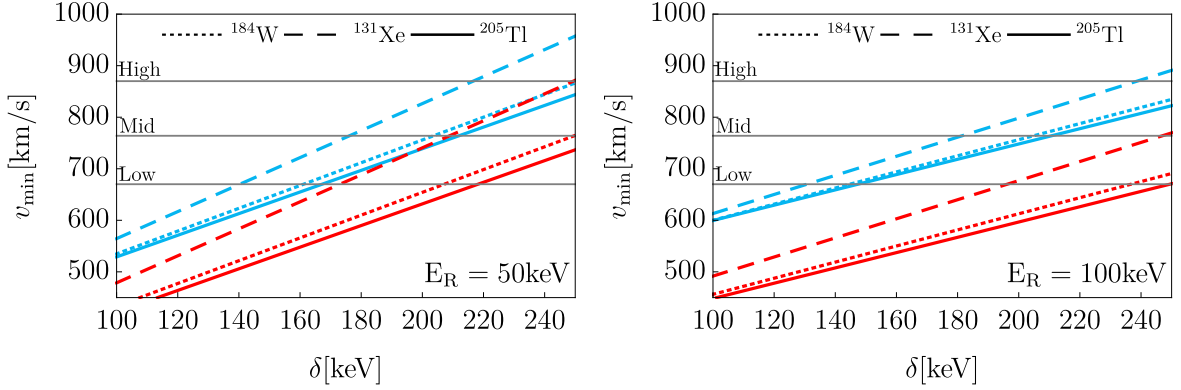 1000
900
800
700
600
500
v_min[km/s]
¹⁸⁴W ¹³¹Xe ²⁰⁵Tl
High
Mid
Low
E_R = 50keV
100 120 140 160 180 200 220 240
δ[keV]
1000
900
800
700
600
500
v_min[km/s]
¹⁸⁴W ¹³¹Xe ²⁰⁵Tl
High
Mid
Low
E_R = 100keV
100 120 140 160 180 200 220 240
δ[keV]